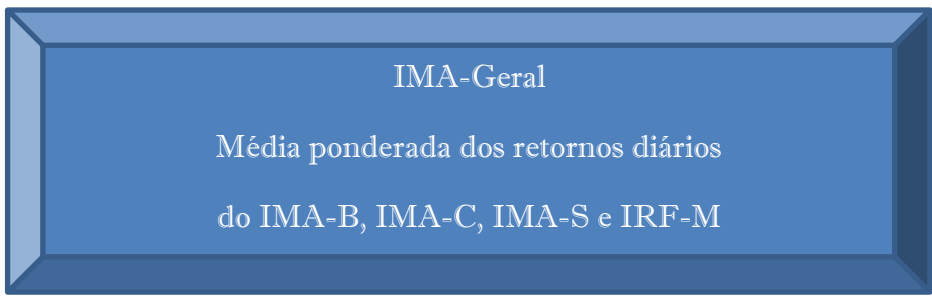 IMA-Geral
Média ponderada dos retornos diários
do IMA-B, IMA-C, IMA-S e IRF-M